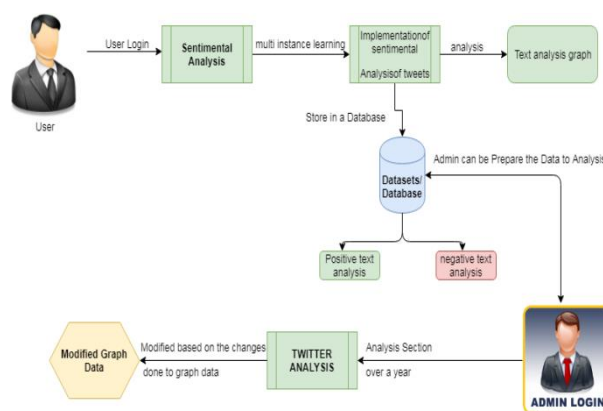 User Login
Sentimental
Analysis
multi instance learning
Implementationof
sentimental
Analysisof tweets
analysis
Text analysis graph
User
Store in a Database
Datasets/
Database
Admin can be Prepare the Data to Analysis
Positive text
analysis
negative text
analysis
Modified Graph
Data
Modified based on the changes
done to graph data
TWITTER
ANALYSIS
Analysis Section
over a year
ADMIN LOGIN